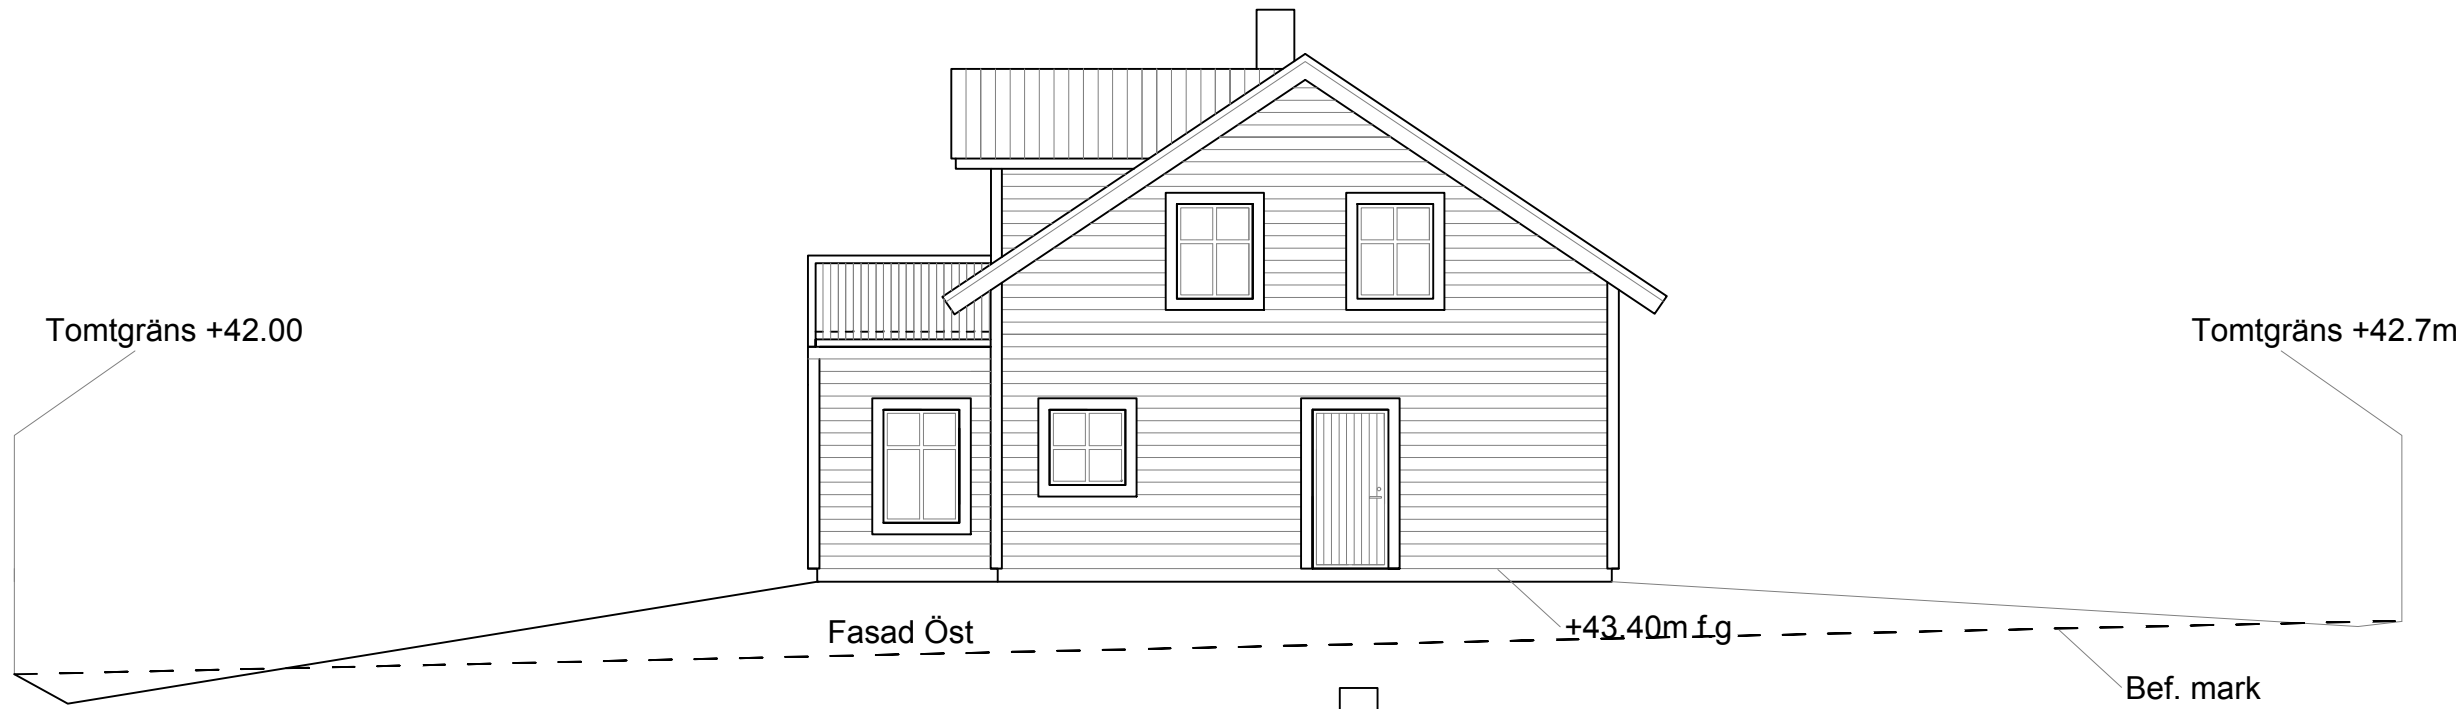 Tomtgräns +42.00
Tomtgräns +42.7m
Fasad Öst
+43.40m f.g
Bef. mark